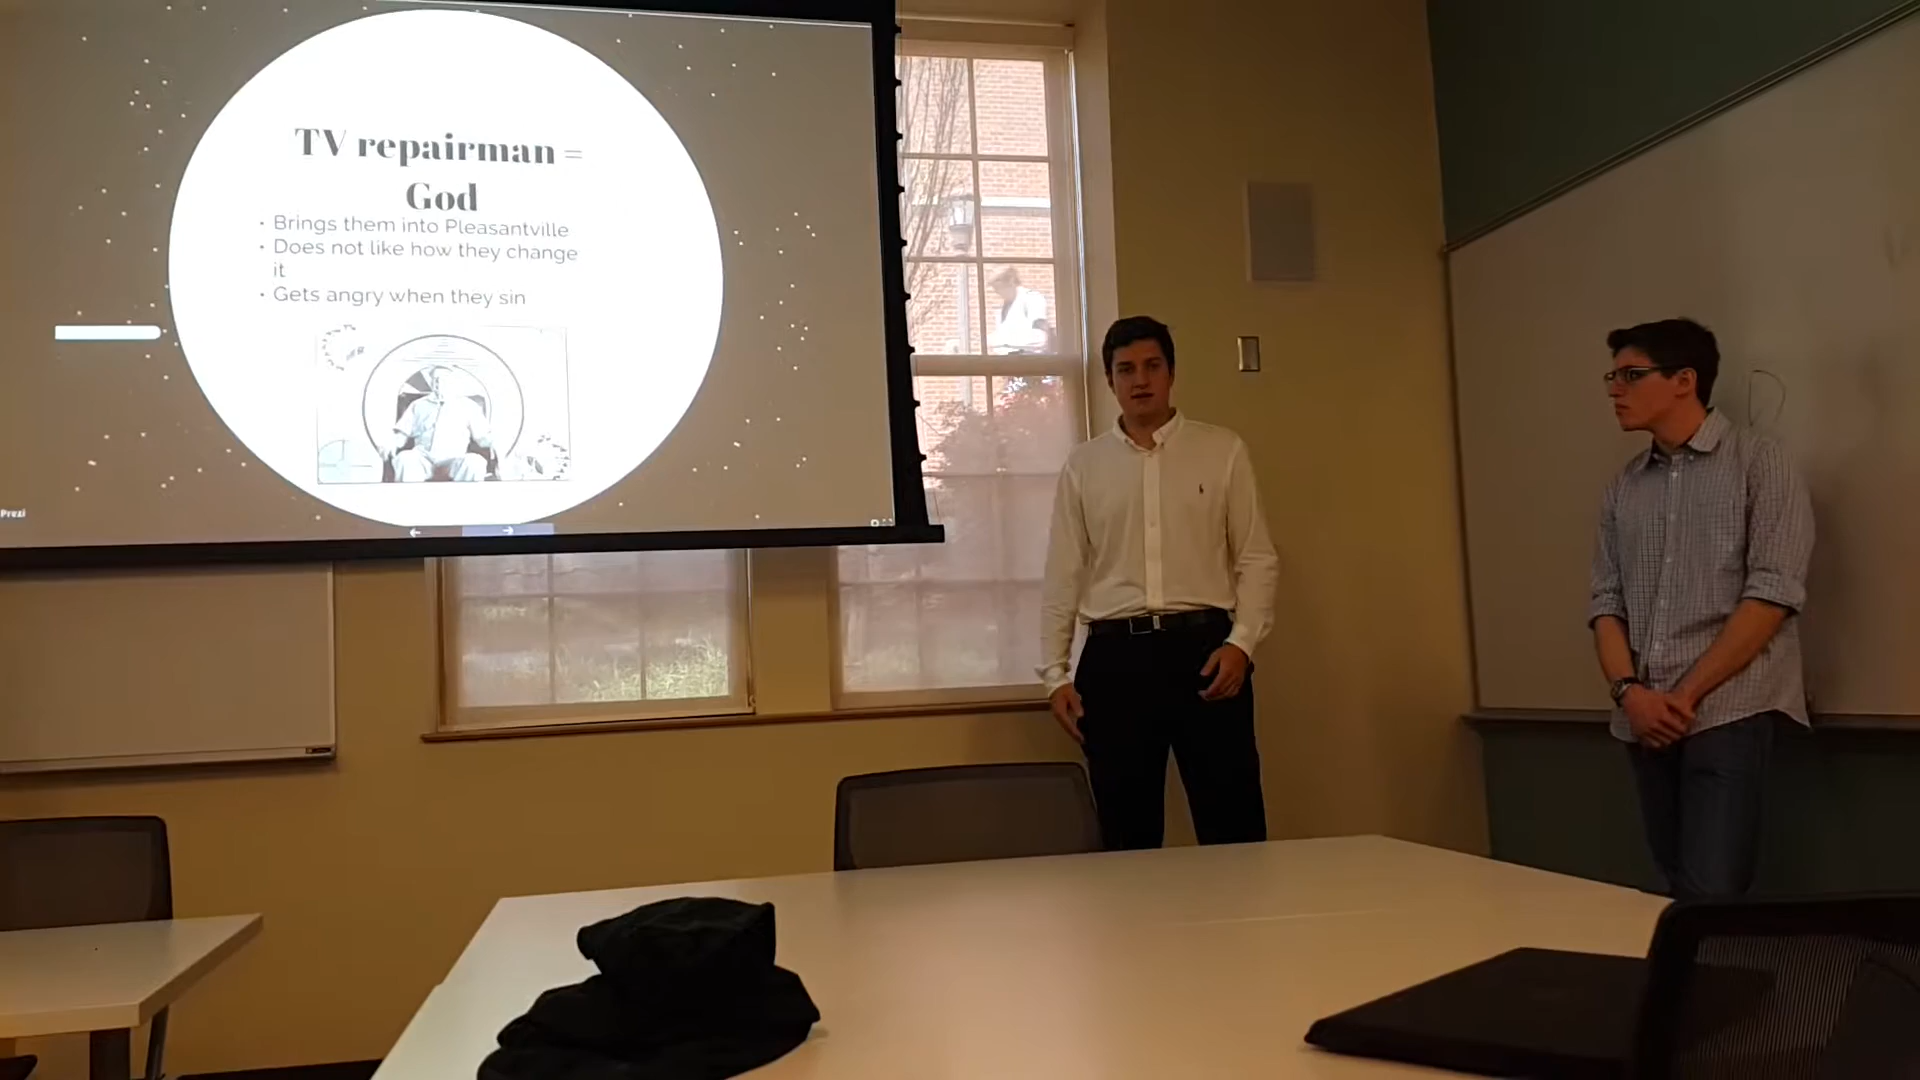 TV repairman =
God
• Brings them into Pleasantville
• Does not like how they change
it
• Gets angry when they sin
Prezi